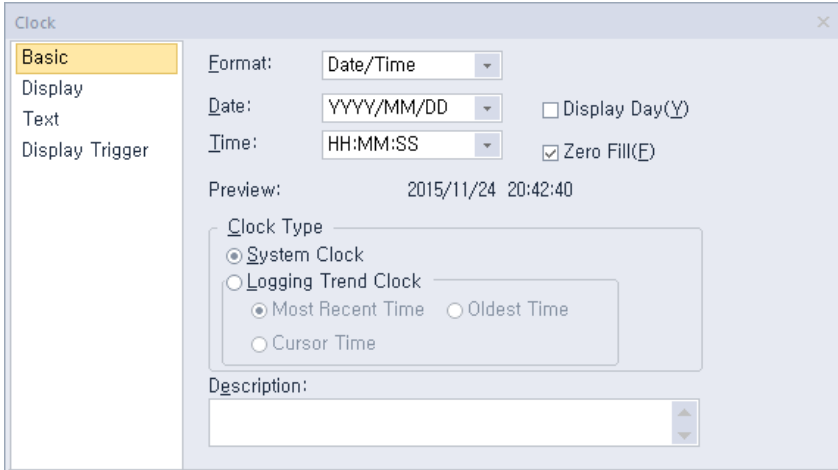 Clock
Basic
Display
Text
Display Trigger
Format: Date/Time
Date: YYYY/MM/DD Display Day(Y)
Time: HH:MM:SS Zero Fill(F)
Preview: 2015/11/24 20:42:40
Clock Type
System Clock
Logging Trend Clock
Most Recent Time Oldest Time
Cursor Time
Description: